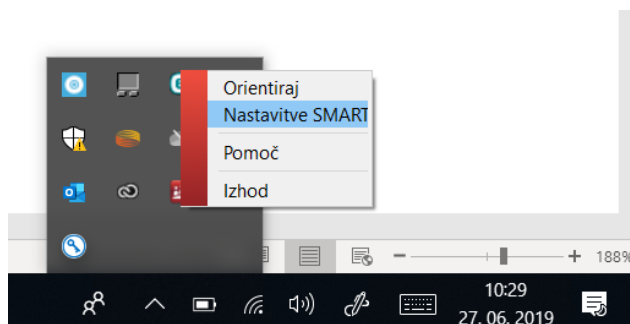 Orientiraj
Nastavitve SMART
Pomoč
Izhod
188%
10:29
27. 06. 2019